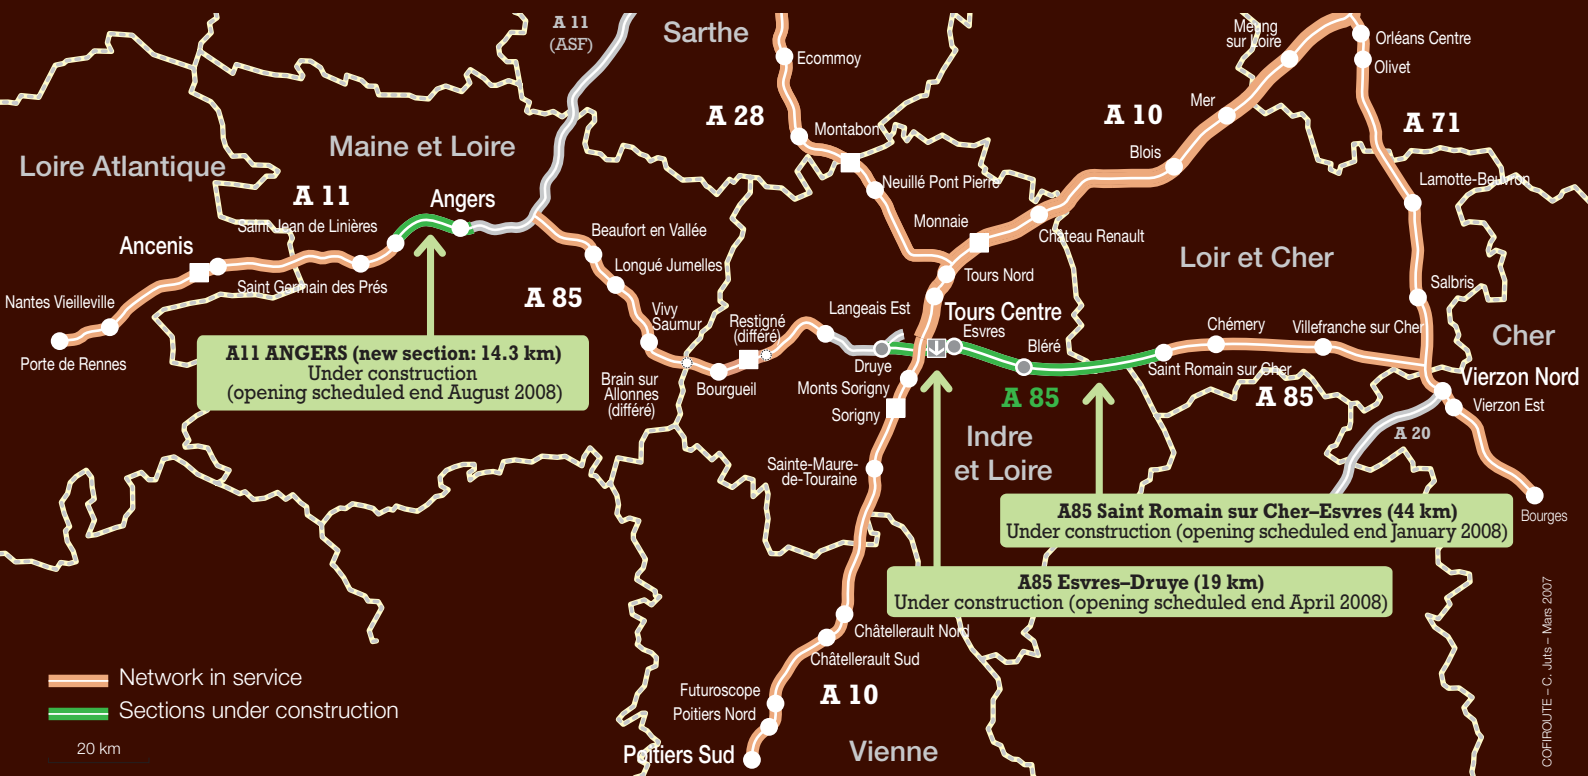 A 11
(ASF)
Sarthe
Ecommoy
A 28
Montabon
Neuillé Pont Pierre
Monnaie
Château Renault
Tours Nord
Tours Centre
Meung
sur Loire
Orléans Centre
Olivet
Mer
A 10
A 71
Blois
Lamotte-Beuvron
Loir et Cher
Salbris
Cher
Loire Atlantique
Maine et Loire
A 11
Angers
Saint Jean de Linières
Ancenis
Saint Germain des Prés
Nantes Vieilleville
Porte de Rennes
Beaufort en Vallée
Longué Jumelles
A 85
Vivy
Saumur
Restigné
(différé)
Langeais Est
Brain sur
Allonnes
(différé)
Bourgueil
Druye
Esvres
Bléré
Chémery
Villefranche sur Cher
Saint Romain sur Cher
A 85
A 85
Vierzon Nord
Vierzon Est
A 20
Bourges
Monts Sorigny
Sorigny
Indre
et Loire
Sainte-Maure-
de-Touraine
A11 ANGERS (new section: 14.3 km)
Under construction
(opening scheduled end August 2008)
A85 Saint Romain sur Cher–Esvres (44 km)
Under construction (opening scheduled end January 2008)
A85 Esvres–Druye (19 km)
Under construction (opening scheduled end April 2008)
Châtellerault Nord
Châtellerault Sud
A 10
Futuroscope
Poitiers Nord
Poitiers Sud
Vienne
Network in service
Sections under construction
20 km
COFIROUTE – C. Juts – Mars 2007